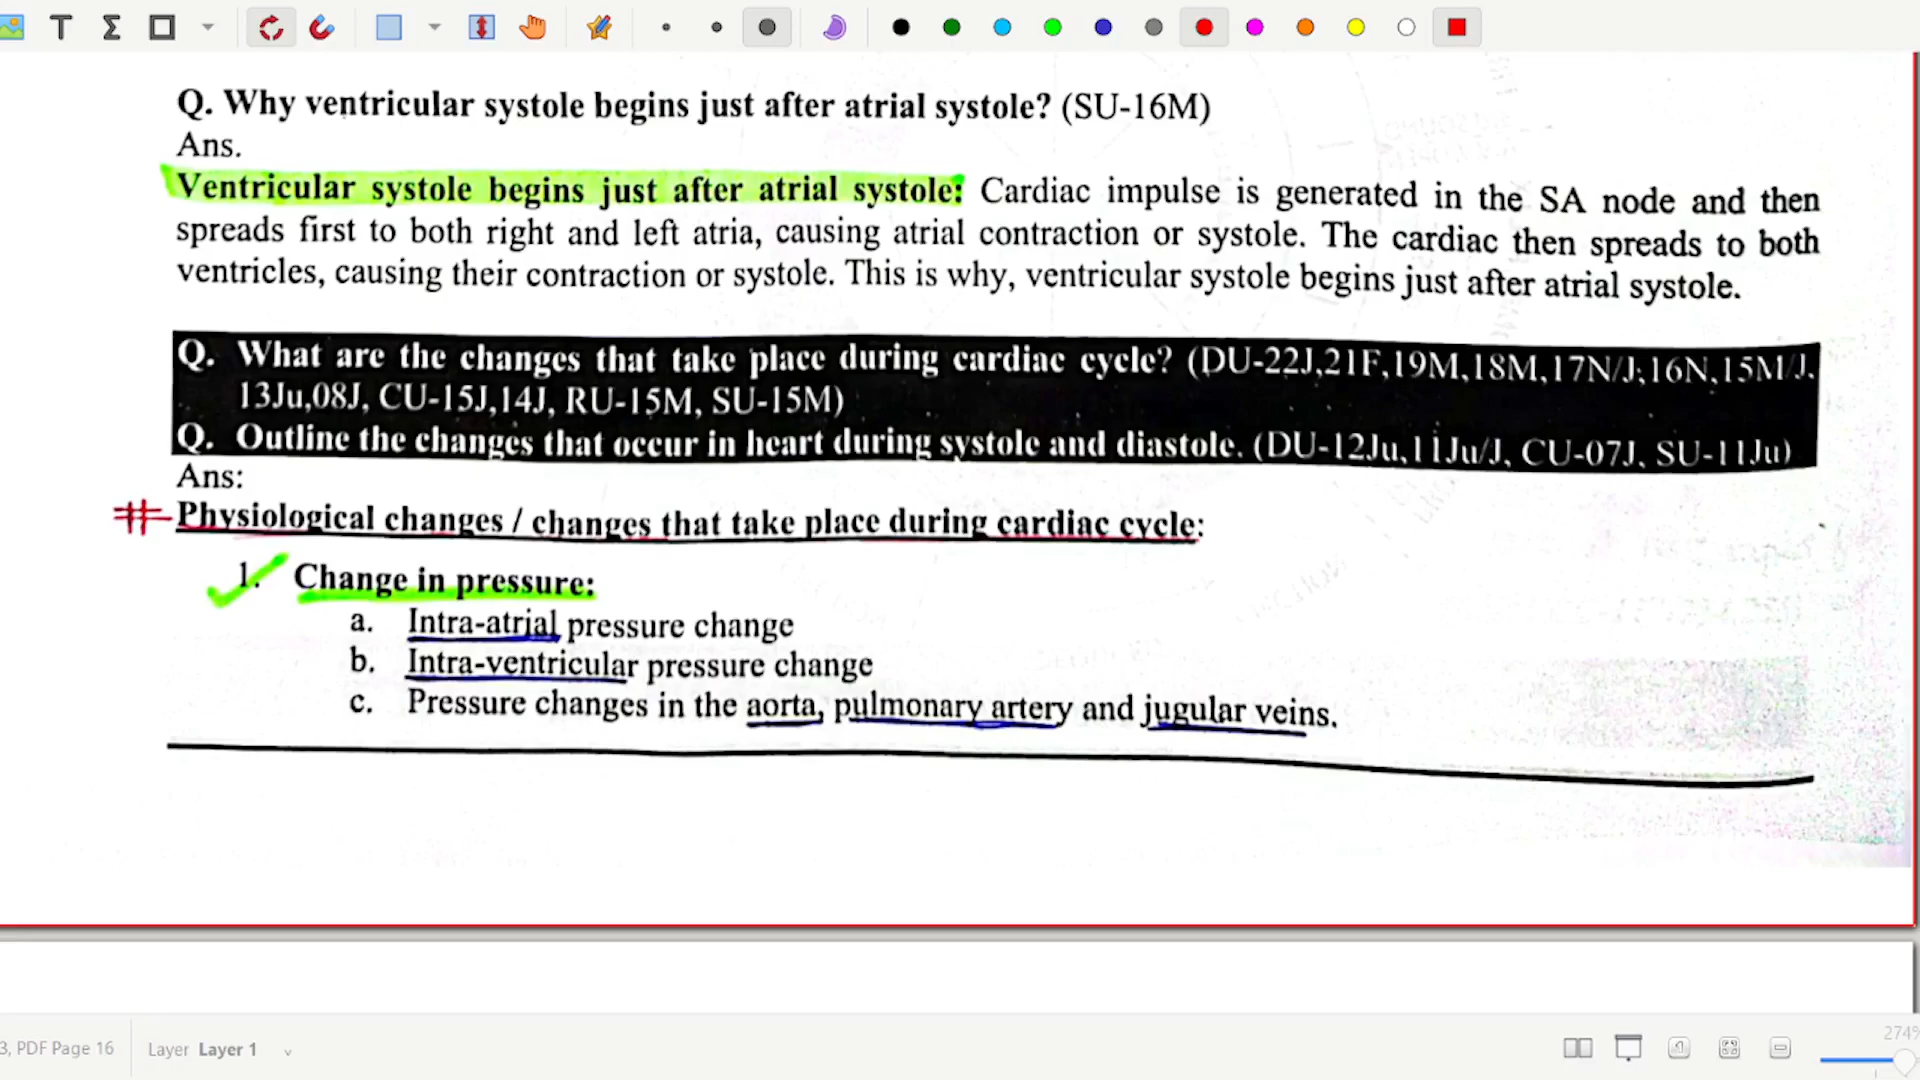 Q. Why ventricular systole begins just after atrial systole? (SU-16M)
Ans.
Ventricular systole begins just after atrial systole: Cardiac impulse is generated in the SA node and then
spreads first to both right and left atria, causing atrial contraction or systole. The cardiac then spreads to both
ventricles, causing their contraction or systole. This is why, ventricular systole begins just after atrial systole.
Q. What are the changes that take place during cardiac cycle? (DU-22J,21F,19M,18M,17N/J,16N,15M/J,
13Ju,08J, CU-15J,14J, RU-15M, SU-15M)
Q. Outline the changes that occur in heart during systole and diastole. (DU-12Ju,11Ju/J, CU-07J, SU-11Ju)
Ans:
Physiological changes / changes that take place during cardiac cycle:
1. Change in pressure:
a. Intra-atrial pressure change
b. Intra-ventricular pressure change
c. Pressure changes in the aorta, pulmonary artery and jugular veins.
3, PDF Page 16 Layer Layer 1 274%